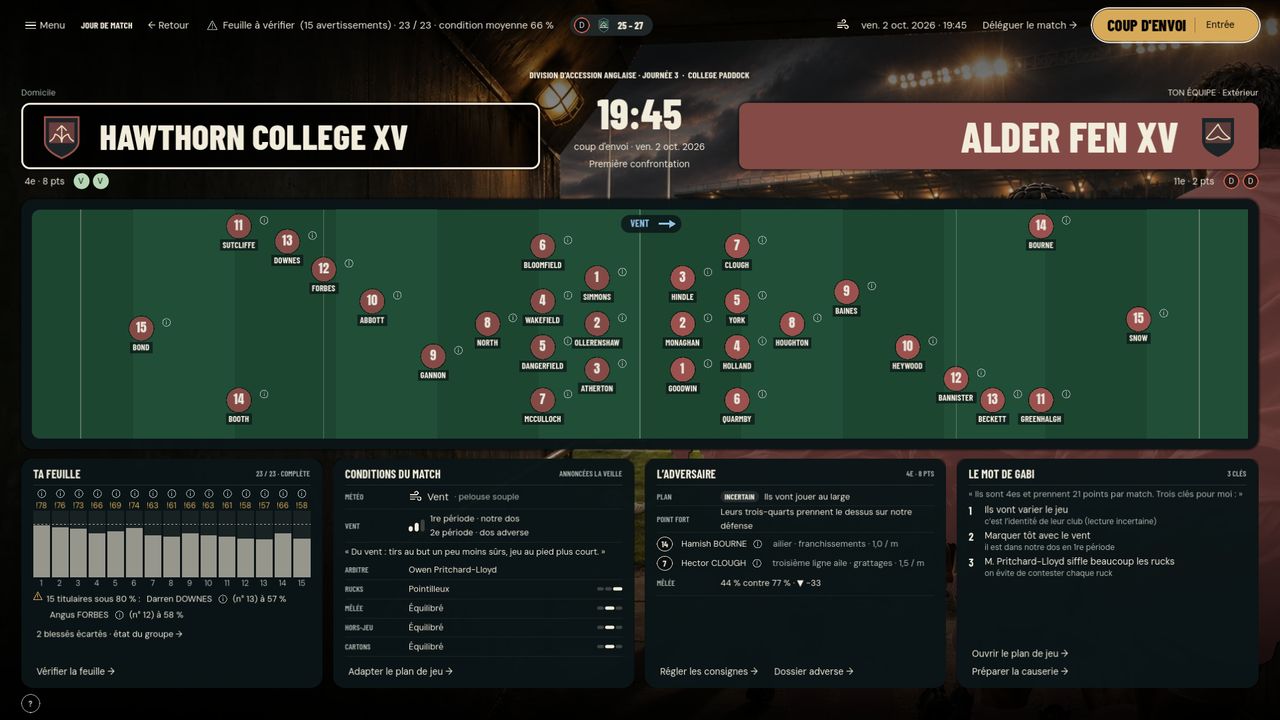 Menu
JOUR DE MATCH
← Retour
Feuille à vérifier (15 avertissements) · 23 / 23 · condition moyenne 66 %
D
25 – 27
ven. 2 oct. 2026 · 19:45
Déléguer le match →
COUP D'ENVOI
Entrée
DIVISION D'ACCESSION ANGLAISE · JOURNÉE 3 · COLLEGE PADDOCK
Domicile
TON ÉQUIPE · Extérieur
HAWTHORN COLLEGE XV
19:45
coup d'envoi · ven. 2 oct. 2026
Première confrontation
ALDER FEN XV
4e · 8 pts V V
11e · 2 pts D D
VENT →
11 SUTCLIFFE
13 DOWNES
12 FORBES
10 ABBOTT
15 BOND
9 GANNON
14 BOOTH
8 NORTH
6 BLOOMFIELD
4 WAKEFIELD
5 DANGERFIELD
7 MCCULLOCH
1 SIMMONS
2 OLLERENSHAW
3 ATHERTON
3 HINDLE
2 MONAGHAN
1 GOODWIN
7 CLOUGH
5 YORK
4 HOLLAND
6 QUARMBY
8 HOUGHTON
9 BAINES
10 HEYWOOD
12 BANNISTER
13 BECKETT
11 GREENHALGH
14 BOURNE
15 SNOW
TA FEUILLE
23 / 23 · COMPLÈTE
!78 !76 !73 !66 !69 !74 !63 !61 !66 !63 !61 !58 !57 !66 !58
1 2 3 4 5 6 7 8 9 10 11 12 13 14 15
15 titulaires sous 80 % : Darren DOWNES (n° 13) à 57 %
Angus FORBES (n° 12) à 58 %
2 blessés écartés · état du groupe →
Vérifier la feuille →
CONDITIONS DU MATCH
ANNONCÉES LA VEILLE
MÉTÉO
Vent · pelouse souple
VENT
1re période · notre dos
2e période · dos adverse
« Du vent : tirs au but un peu moins sûrs, jeu au pied plus court. »
ARBITRE
Owen Pritchard-Lloyd
RUCKS
Pointilleux
MÊLÉE
Équilibré
HORS-JEU
Équilibré
CARTONS
Équilibré
Adapter le plan de jeu →
L'ADVERSAIRE
4E · 8 PTS
PLAN
INCERTAIN
Ils vont jouer au large
POINT FORT
Leurs trois-quarts prennent le dessus sur notre
défense
14 Hamish BOURNE ailier · franchissements · 1,0 / m
7 Hector CLOUGH troisième ligne aile · grattages · 1,5 / m
MÊLÉE
44 % contre 77 % · ▼ −33
Régler les consignes →
Dossier adverse →
LE MOT DE GABI
3 CLÉS
« Ils sont 4es et prennent 21 points par match. Trois clés pour moi : »
1 Ils vont varier le jeu
c'est l'identité de leur club (lecture incertaine)
2 Marquer tôt avec le vent
il est dans notre dos en 1re période
3 M. Pritchard-Lloyd siffle beaucoup les rucks
on évite de contester chaque ruck
Ouvrir le plan de jeu →
Préparer la causerie →
?